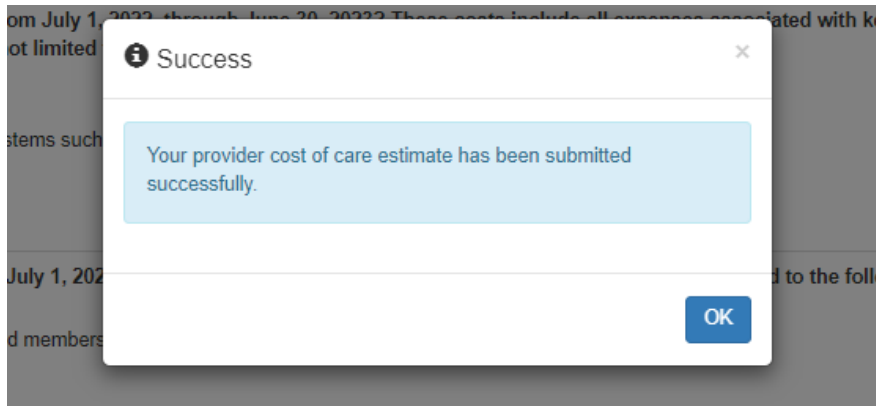 om July 1, 2022, through June 30, 2023? These costs include all expenses associated with k
ot limited
Success ×
stems such
Your provider cost of care estimate has been submitted
successfully.
July 1, 202
d to the foll
OK
d members